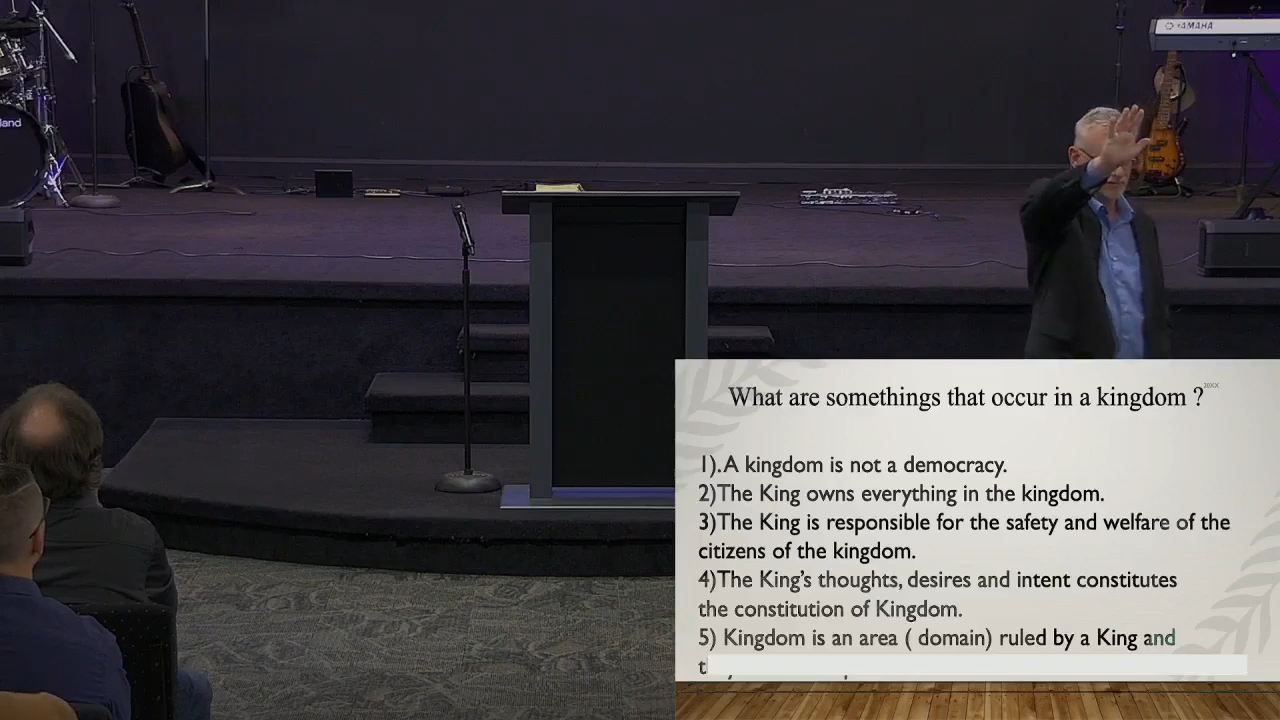 land
YAMAHA
What are somethings that occur in a kingdom ?
20XX
1).A kingdom is not a democracy.
2)The King owns everything in the kingdom.
3)The King is responsible for the safety and welfare of the
citizens of the kingdom.
4)The King’s thoughts, desires and intent constitutes
the constitution of Kingdom.
5) Kingdom is an area ( domain) ruled by a King and